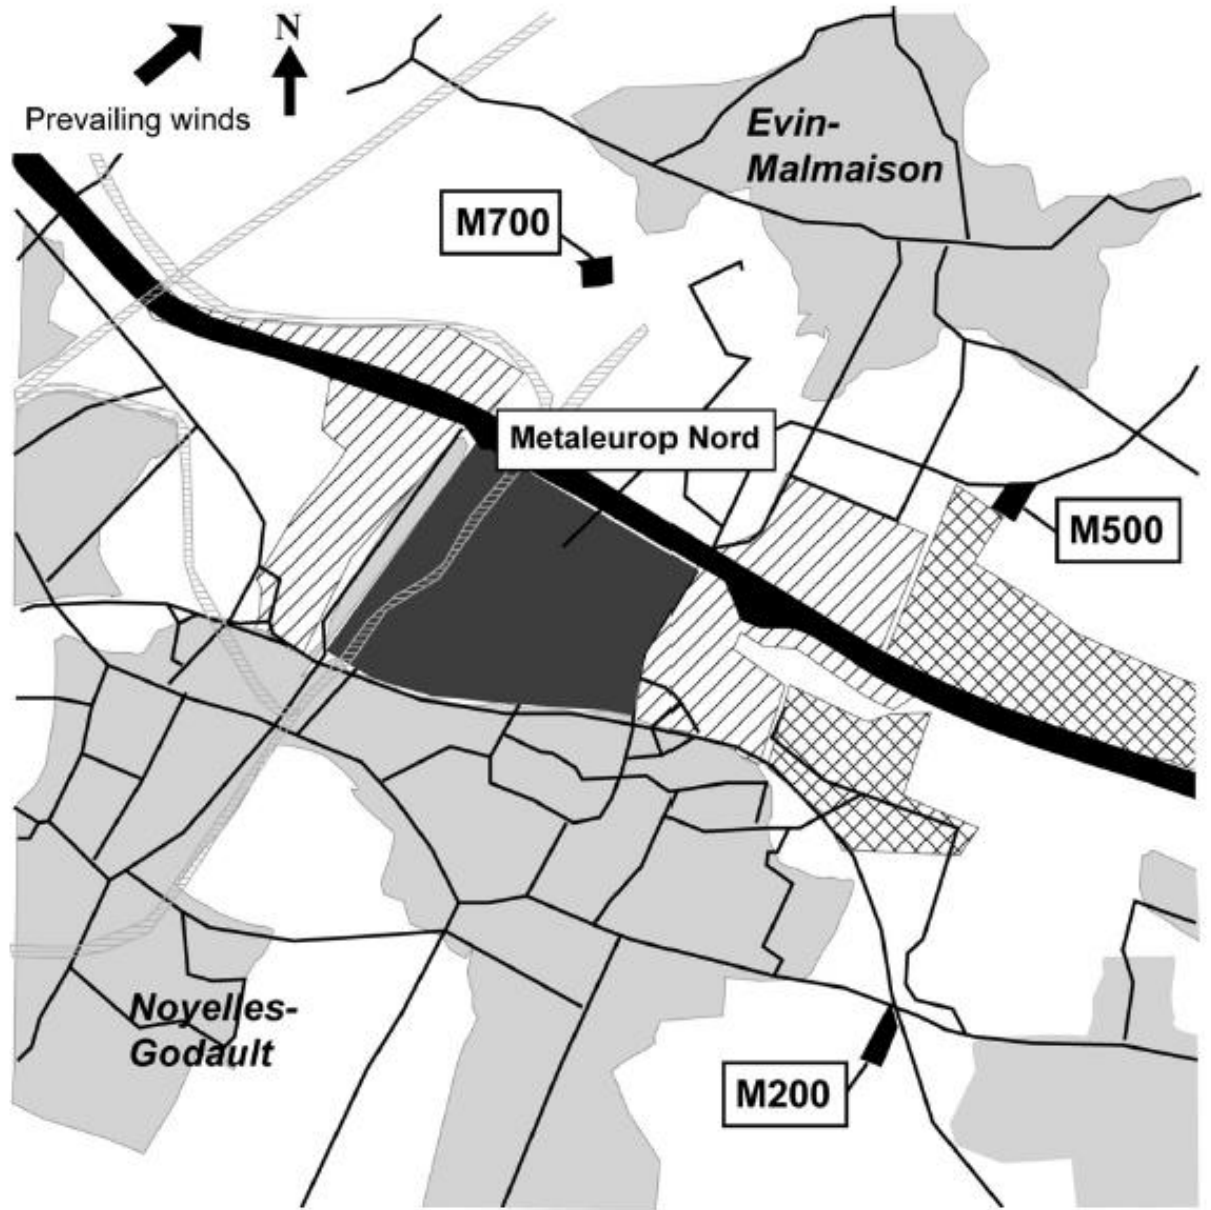 N
Prevailing winds
Evin-
Malmaison
M700
Metaleurop Nord
M500
Noyelles-
Godault
M200